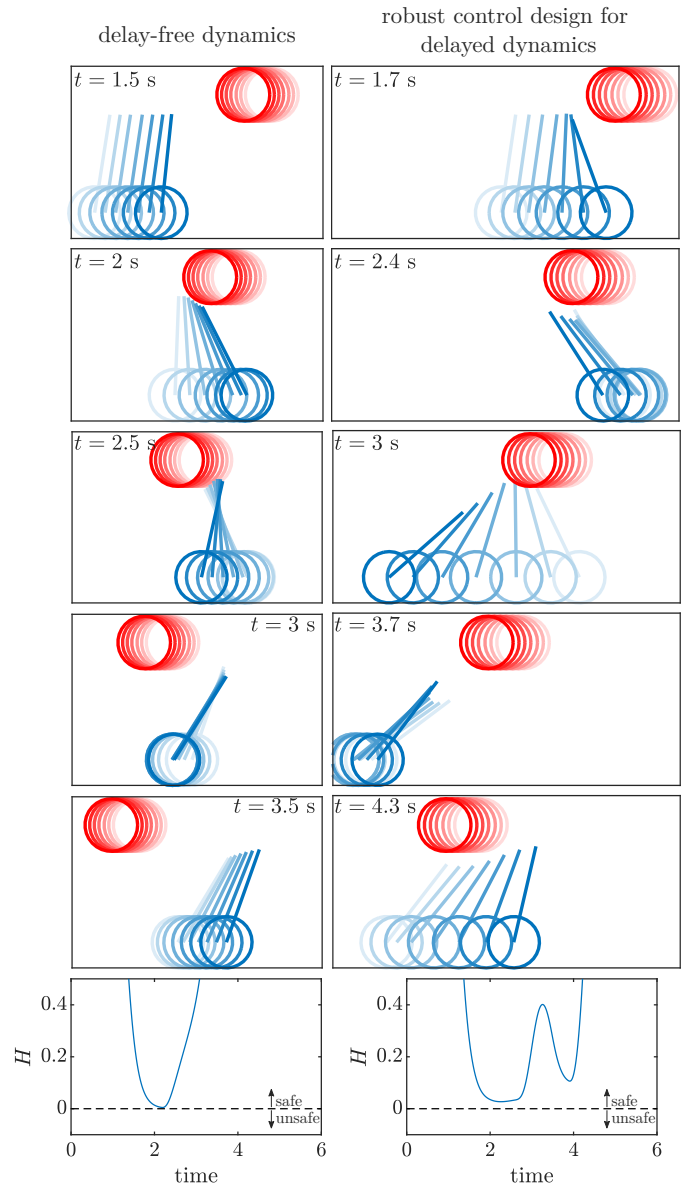 delay-free dynamics
robust control design for
delayed dynamics
t = 1.5 s
t = 1.7 s
t = 2 s
t = 2.4 s
t = 2.5 s
t = 3 s
t = 3 s
t = 3.7 s
t = 3.5 s
t = 4.3 s
H
0.4
0.2
0
safe
unsafe
0 2 4 6
time
H
0.4
0.2
0
safe
unsafe
0 2 4 6
time